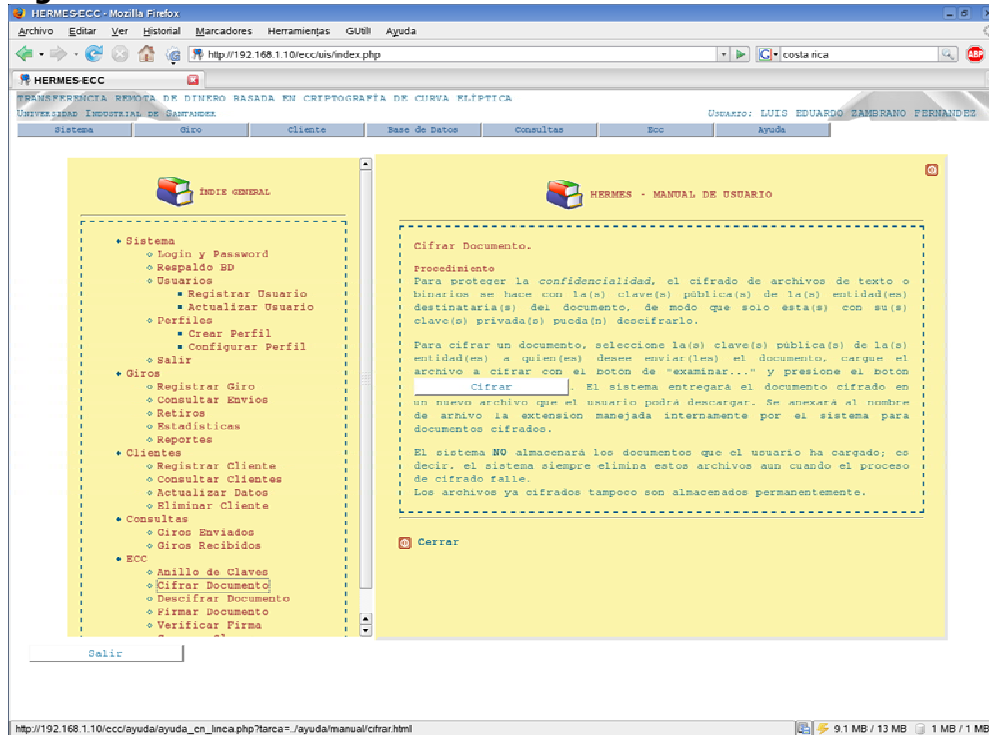 HERMES-ECC - Mozilla Firefox
Archivo Editar Ver Historial Marcadores Herramientas GUtil Ayuda
http://192.168.1.10/ecc/uis/index.php
costa rica
ABP
HERMES-ECC
TRANSFERENCIA REMOTA DE DINERO BASADA EN CRIPTOGRAFÍA DE CURVA ELÍPTICA
UNIVERSIDAD INDUSTRIAL DE SANTANDER
USUARIO: LUIS EDUARDO ZAMBRANO FERNANDEZ
Sistema Giro Cliente Base de Datos Consultas Ecc Ayuda
ÍNDIE GENERAL
Sistema
Login y Password
Respaldo BD
Usuarios
Registrar Usuario
Actualizar Usuario
Perfiles
Crear Perfil
Configurar Perfil
Salir
Giros
Registrar Giro
Consultar Envios
Retiros
Estadísticas
Reportes
Clientes
Registrar Cliente
Consultar Clientes
Actualizar Datos
Eliminar Cliente
Consultas
Giros Enviados
Giros Recibidos
ECC
Anillo de Claves
Cifrar Documento
Descifrar Documento
Firmar Documento
Verificar Firma
HERMES - MANUAL DE USUARIO
Cifrar Documento.
Procedimiento
Para proteger la confidencialidad, el cifrado de archivos de texto o
binarios se hace con la(s) clave(s) pública(s) de la(s) entidad(es)
destinataria(s) del documento, de modo que solo ésta(s) con su(s)
clave(s) privada(s) pueda(n) descifrarlo.
Para cifrar un documento, seleccione la(s) clave(s) pública(s) de la(s)
entidad(es) a quien(es) desee enviar(les) el documento, cargue el
archivo a cifrar con el botón de "examinar..." y presione el botón
Cifrar . El sistema entregará el documento cifrado en
un nuevo archivo que el usuario podrá descargar. Se anexará al nombre
de arhivo la extension manejada internamente por el sistema para
documentos cifrados.
El sistema NO almacenará los documentos que el usuario ha cargado; es
decir, el sistema siempre elimina estos archivos aun cuando el proceso
de cifrado falle.
Los archivos ya cifrados tampoco son almacenados permanentemente.
Cerrar
Salir
http://192.168.1.10/ecc/ayuda/ayuda_en_linea.php?tarea=../ayuda/manual/cifrar.html
9.1 MB / 13 MB 1 MB / 1 MB